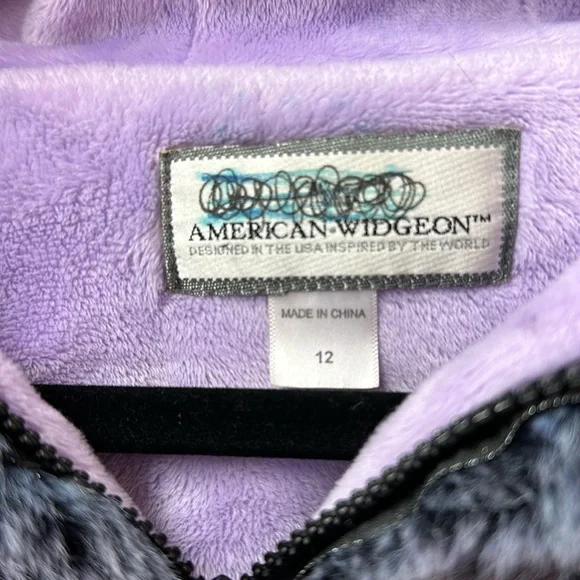 AMERICAN·WIDGEON™
DESIGNED IN THE USA INSPIRED BY THE WORLD
MADE IN CHINA
12